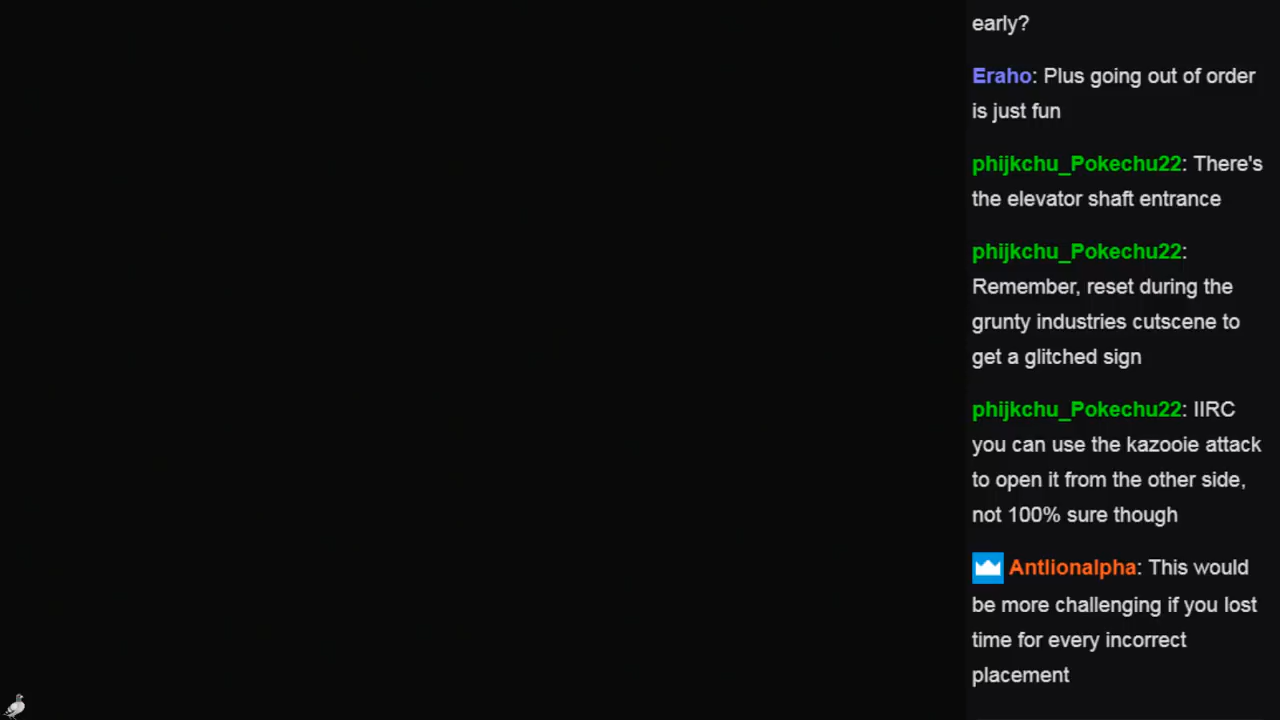 early?
Eraho: Plus going out of order
is just fun
phijkchu_Pokechu22: There's
the elevator shaft entrance
phijkchu_Pokechu22:
Remember, reset during the
grunty industries cutscene to
get a glitched sign
phijkchu_Pokechu22: IIRC
you can use the kazooie attack
to open it from the other side,
not 100% sure though
Antlionalpha: This would
be more challenging if you lost
time for every incorrect
placement